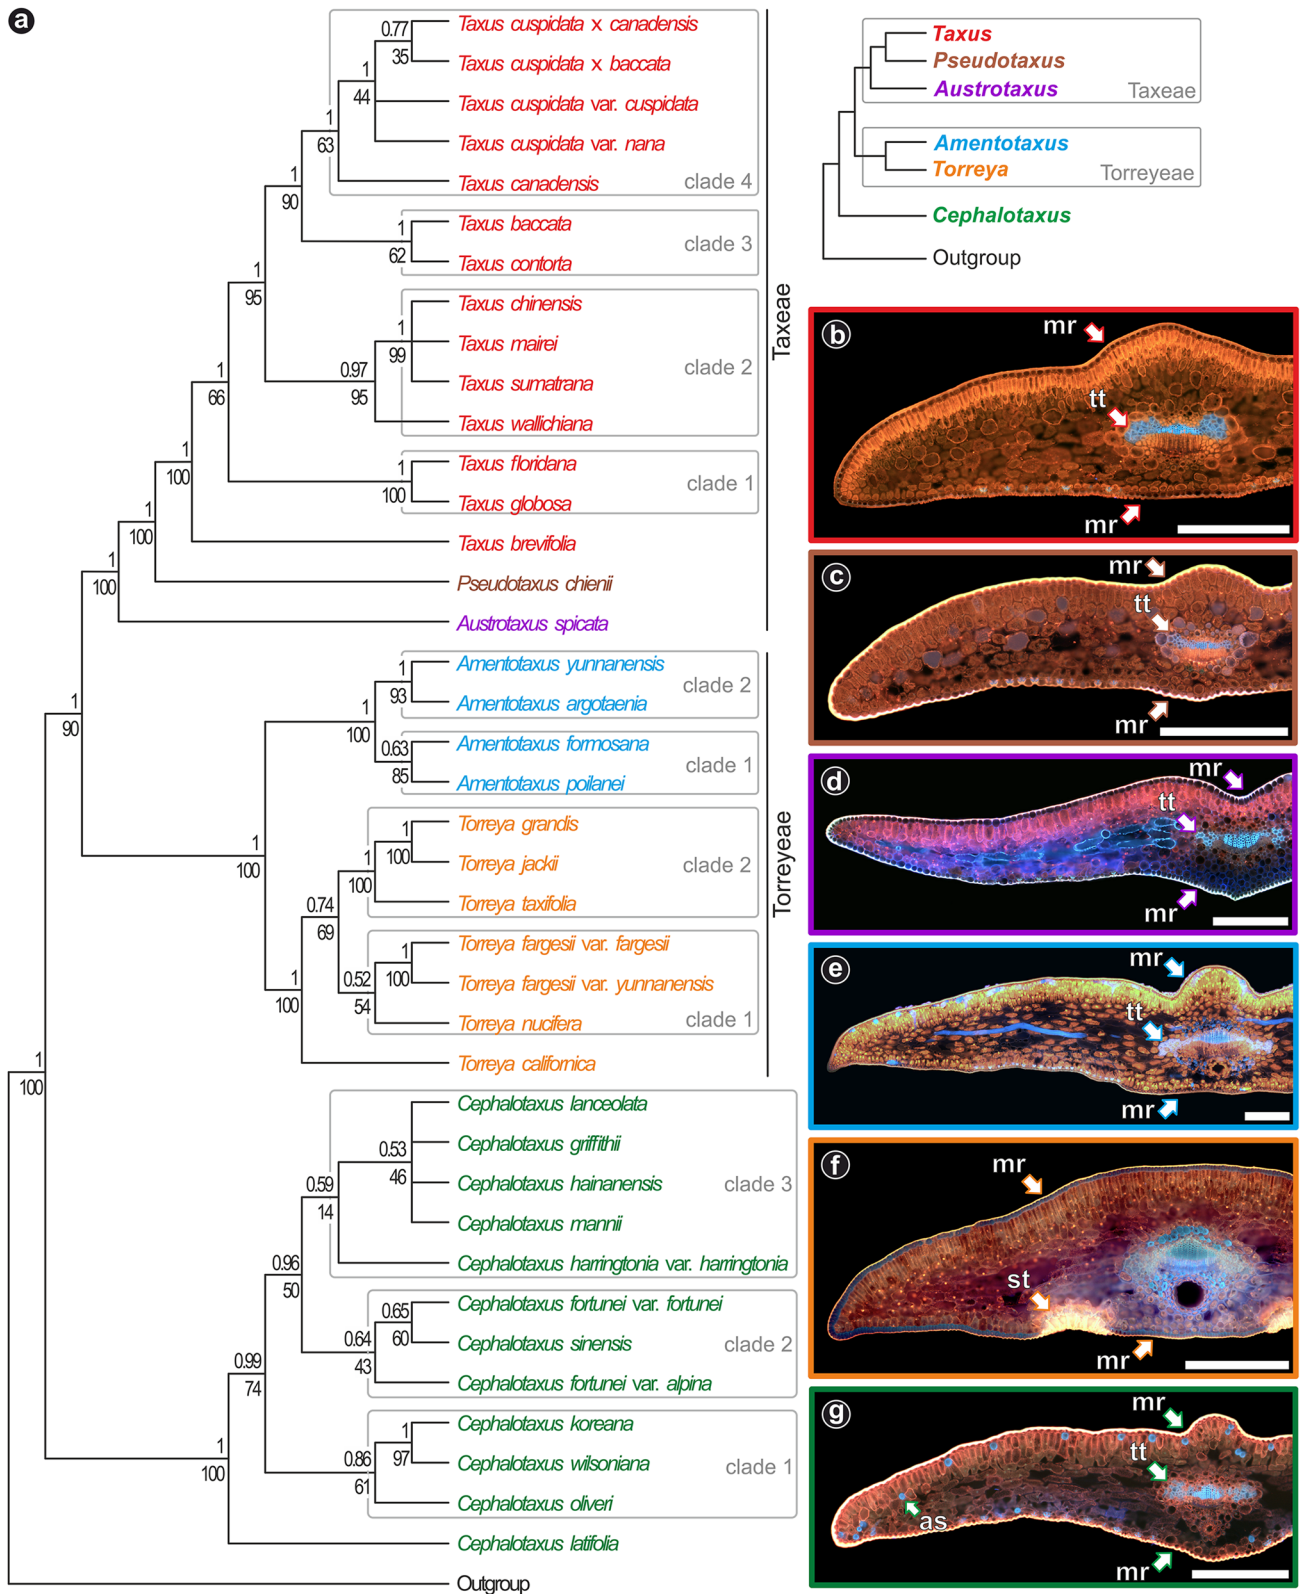 a
0.77
Taxus cuspidata x canadensis
35
Taxus cuspidata x baccata
1
44
Taxus cuspidata var. cuspidata
1
63
Taxus cuspidata var. nana
Taxus canadensis
clade 4
1
90
1
Taxus baccata
clade 3
62
Taxus contorta
1
95
Taxus chinensis
1
Taxus mairei
99
clade 2
0.97
95
Taxus sumatrana
Taxus wallichiana
1
66
1
Taxus floridana
clade 1
100
Taxus globosa
1
100
Taxus brevifolia
1
100
Pseudotaxus chienii
1
100
Austrotaxus spicata
Taxeae
1
90
1
Amentotaxus yunnanensis
clade 2
93
Amentotaxus argotaenia
1
100
0.63
Amentotaxus formosana
clade 1
85
Amentotaxus poilanei
1
100
Torreya grandis
1
100
Torreya jackii
clade 2
1
100
Torreya taxifolia
0.74
69
1
Torreya fargesii var. fargesii
100
Torreya fargesii var. yunnanensis
0.52
54
Torreya nucifera
clade 1
1
100
Torreya californica
Torreyeae
1
100
Cephalotaxus lanceolata
0.53
Cephalotaxus griffithii
46
Cephalotaxus hainanensis
clade 3
0.59
14
Cephalotaxus mannii
Cephalotaxus harringtonia var. harringtonia
0.96
50
0.65
Cephalotaxus fortunei var. fortunei
60
Cephalotaxus sinensis
clade 2
0.64
43
Cephalotaxus fortunei var. alpina
0.99
74
1
Cephalotaxus koreana
97
Cephalotaxus wilsoniana
clade 1
0.86
61
Cephalotaxus oliveri
1
100
Cephalotaxus latifolia
Outgroup
Taxus
Pseudotaxus
Austrotaxus
Taxeae
Amentotaxus
Torreya
Torreyeae
Cephalotaxus
Outgroup
b
mr
tt
mr
c
mr
tt
mr
d
mr
tt
mr
e
mr
tt
mr
f
mr
st
mr
g
mr
tt
as
mr